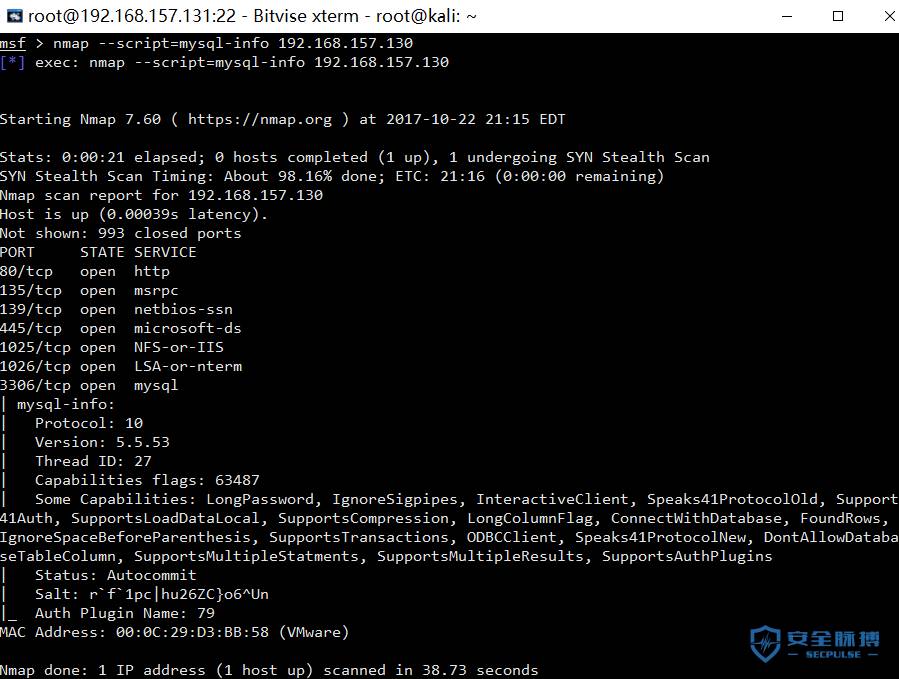 root@192.168.157.131:22 - Bitvise xterm - root@kali: ~
msf > nmap --script=mysql-info 192.168.157.130
[*] exec: nmap --script=mysql-info 192.168.157.130
Starting Nmap 7.60 ( https://nmap.org ) at 2017-10-22 21:15 EDT
Stats: 0:00:21 elapsed; 0 hosts completed (1 up), 1 undergoing SYN Stealth Scan
SYN Stealth Scan Timing: About 98.16% done; ETC: 21:16 (0:00:00 remaining)
Nmap scan report for 192.168.157.130
Host is up (0.00039s latency).
Not shown: 993 closed ports
PORT     STATE SERVICE
80/tcp   open  http
135/tcp  open  msrpc
139/tcp  open  netbios-ssn
445/tcp  open  microsoft-ds
1025/tcp open  NFS-or-IIS
1026/tcp open  LSA-or-nterm
3306/tcp open  mysql
| mysql-info:
|   Protocol: 10
|   Version: 5.5.53
|   Thread ID: 27
|   Capabilities flags: 63487
|   Some Capabilities: LongPassword, IgnoreSigpipes, InteractiveClient, Speaks41ProtocolOld, Support
41Auth, SupportsLoadDataLocal, SupportsCompression, LongColumnFlag, ConnectWithDatabase, FoundRows,
IgnoreSpaceBeforeParenthesis, SupportsTransactions, ODBCClient, Speaks41ProtocolNew, DontAllowDataba
seTableColumn, SupportsMultipleStatments, SupportsMultipleResults, SupportsAuthPlugins
|   Status: Autocommit
|   Salt: r`f`1pc|hu26ZC}o6^Un
|_  Auth Plugin Name: 79
MAC Address: 00:0C:29:D3:BB:58 (VMware)
Nmap done: 1 IP address (1 host up) scanned in 38.73 seconds
安全脉搏
SECPULSE